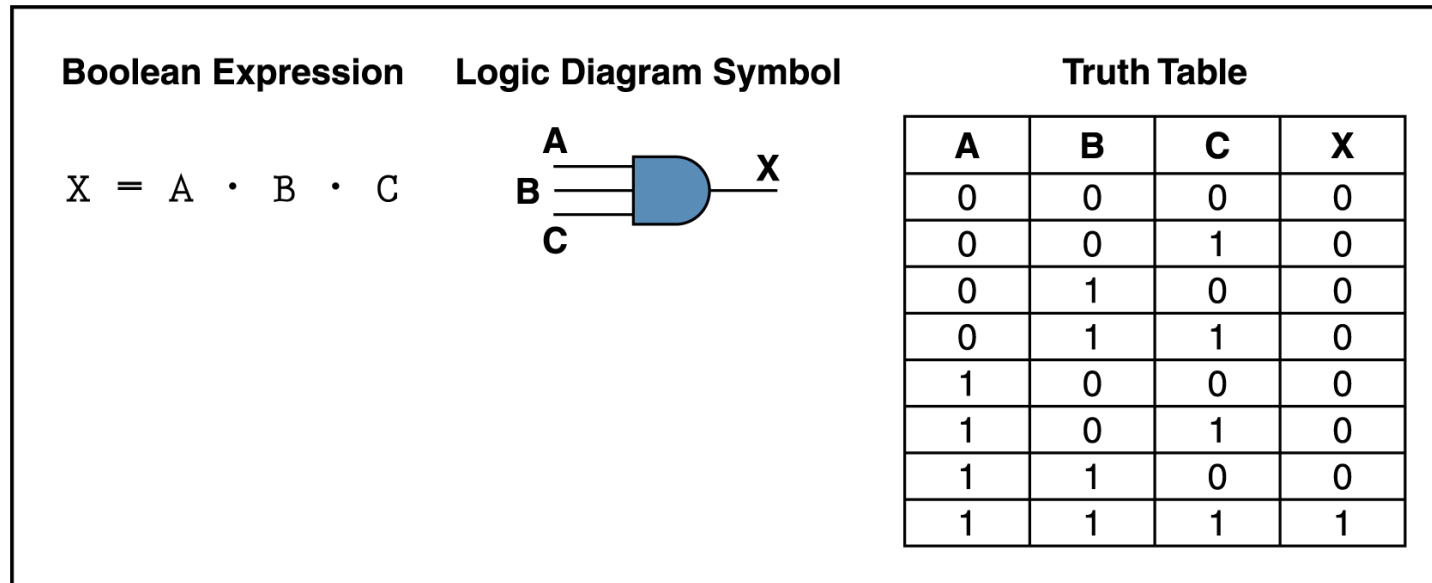 Boolean Expression
Logic Diagram Symbol
Truth Table
X = A · B · C
A
B
C
X
A B C X
0 0 0 0
0 0 1 0
0 1 0 0
0 1 1 0
1 0 0 0
1 0 1 0
1 1 0 0
1 1 1 1